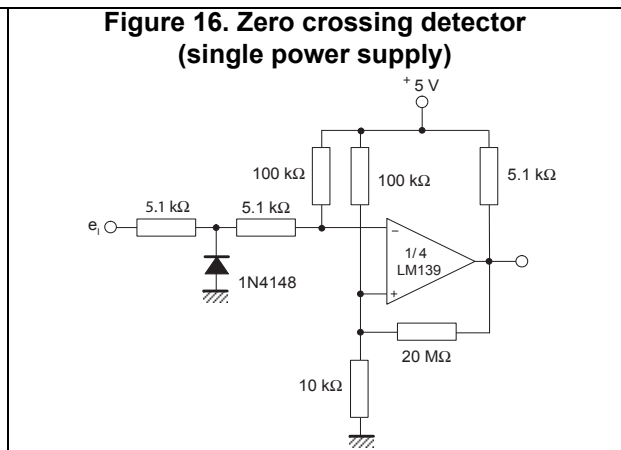 Figure 16. Zero crossing detector
(single power supply)
+ 5 V
100 kΩ
100 kΩ
5.1 kΩ
5.1 kΩ
5.1 kΩ
eI
−
1/4
LM139
+
1N4148
20 MΩ
10 kΩ